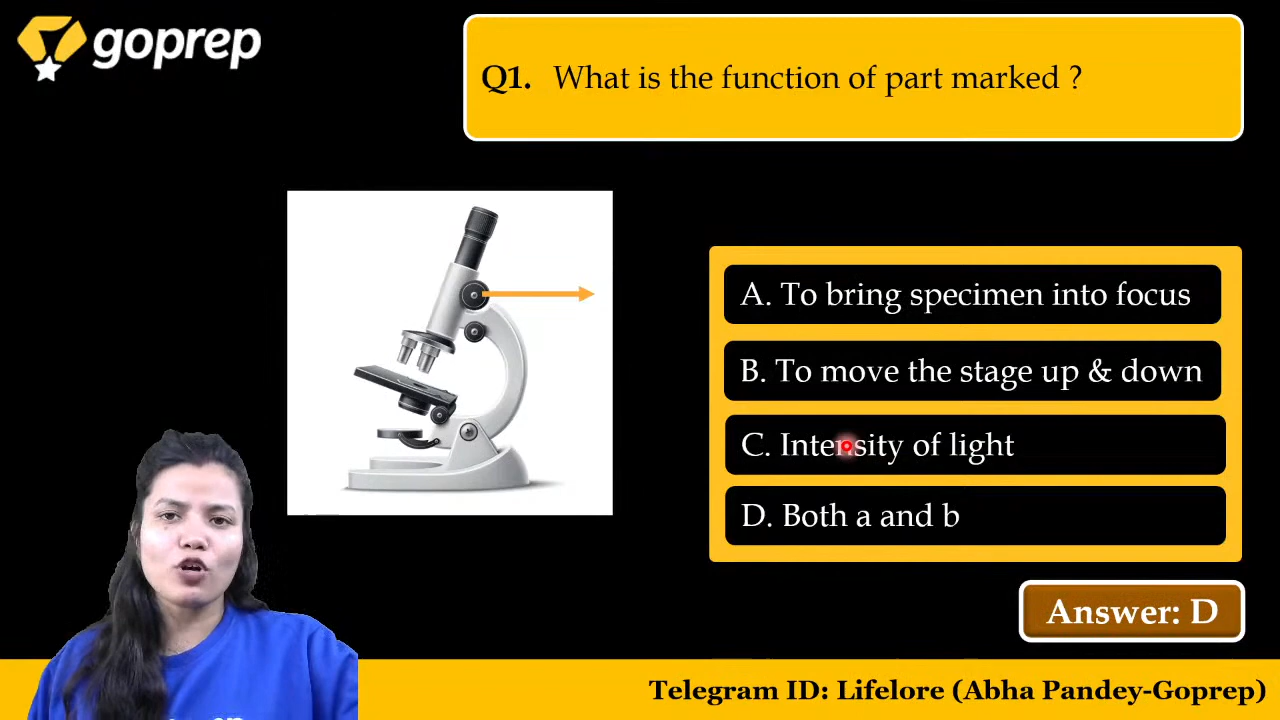 goprep
Q1. What is the function of part marked ?
A. To bring specimen into focus
B. To move the stage up & down
C. Intensity of light
D. Both a and b
Answer: D
Telegram ID: Lifelore (Abha Pandey-Goprep)